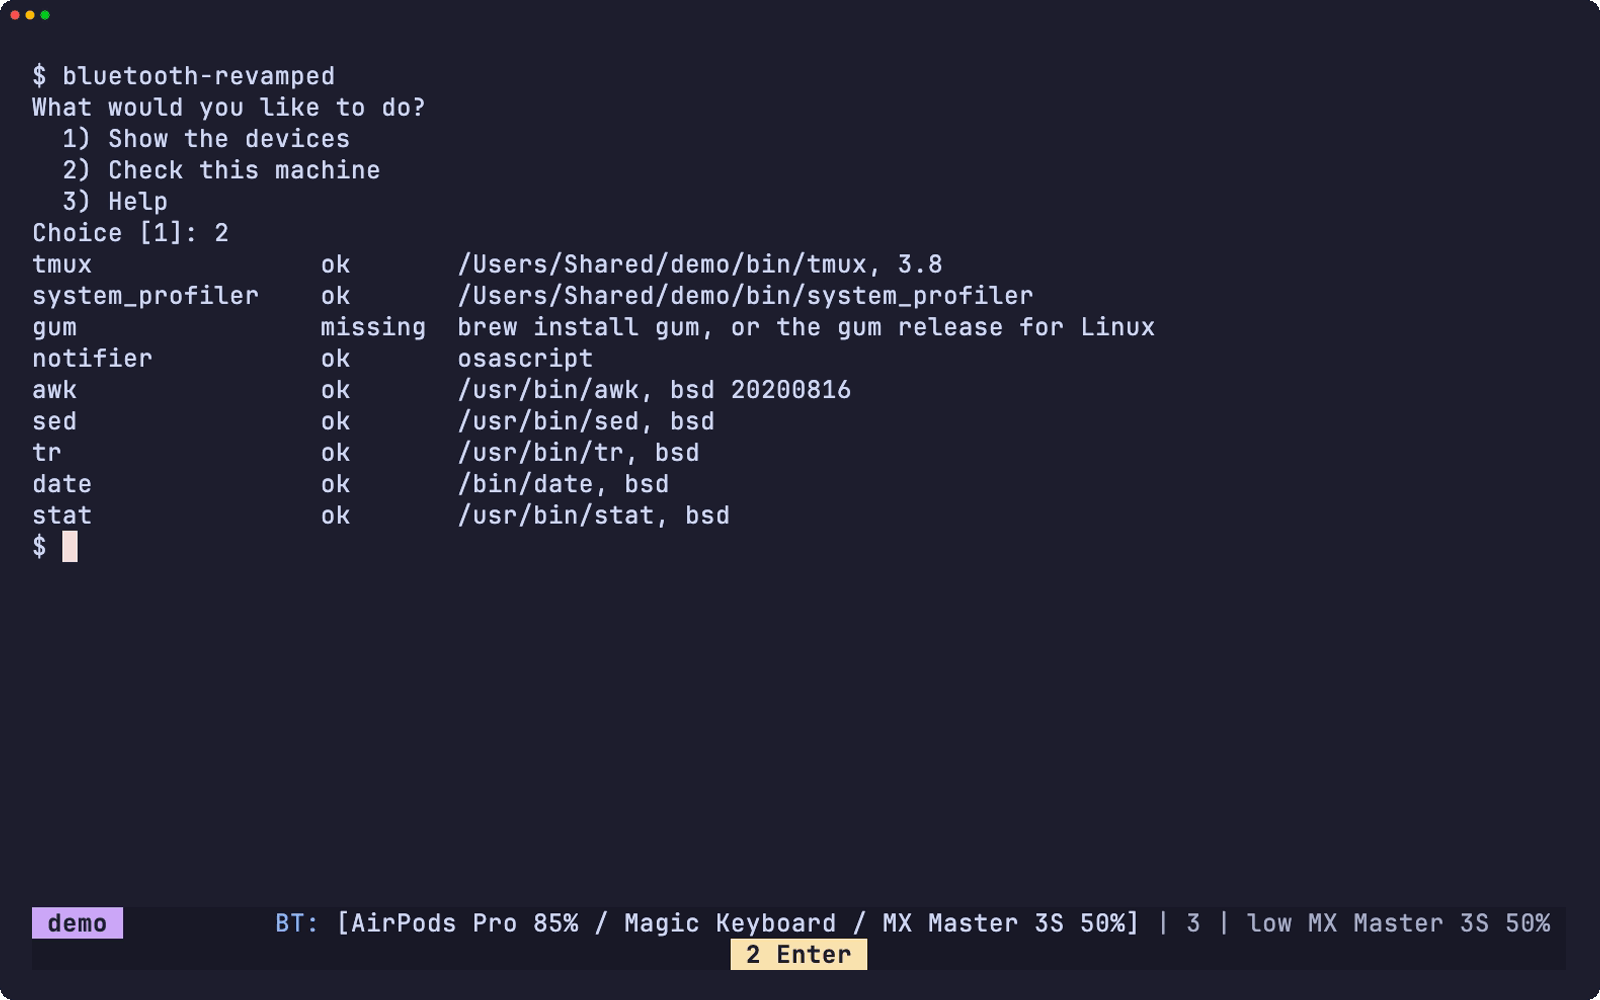 $ bluetooth-revamped
What would you like to do?
  1) Show the devices
  2) Check this machine
  3) Help
Choice [1]: 2
tmux               ok       /Users/Shared/demo/bin/tmux, 3.8
system_profiler    ok       /Users/Shared/demo/bin/system_profiler
gum                missing  brew install gum, or the gum release for Linux
notifier           ok       osascript
awk                ok       /usr/bin/awk, bsd 20200816
sed                ok       /usr/bin/sed, bsd
tr                 ok       /usr/bin/tr, bsd
date               ok       /bin/date, bsd
stat               ok       /usr/bin/stat, bsd
$
demo          BT: [AirPods Pro 85% / Magic Keyboard / MX Master 3S 50%] | 3 | low MX Master 3S 50%
2 Enter